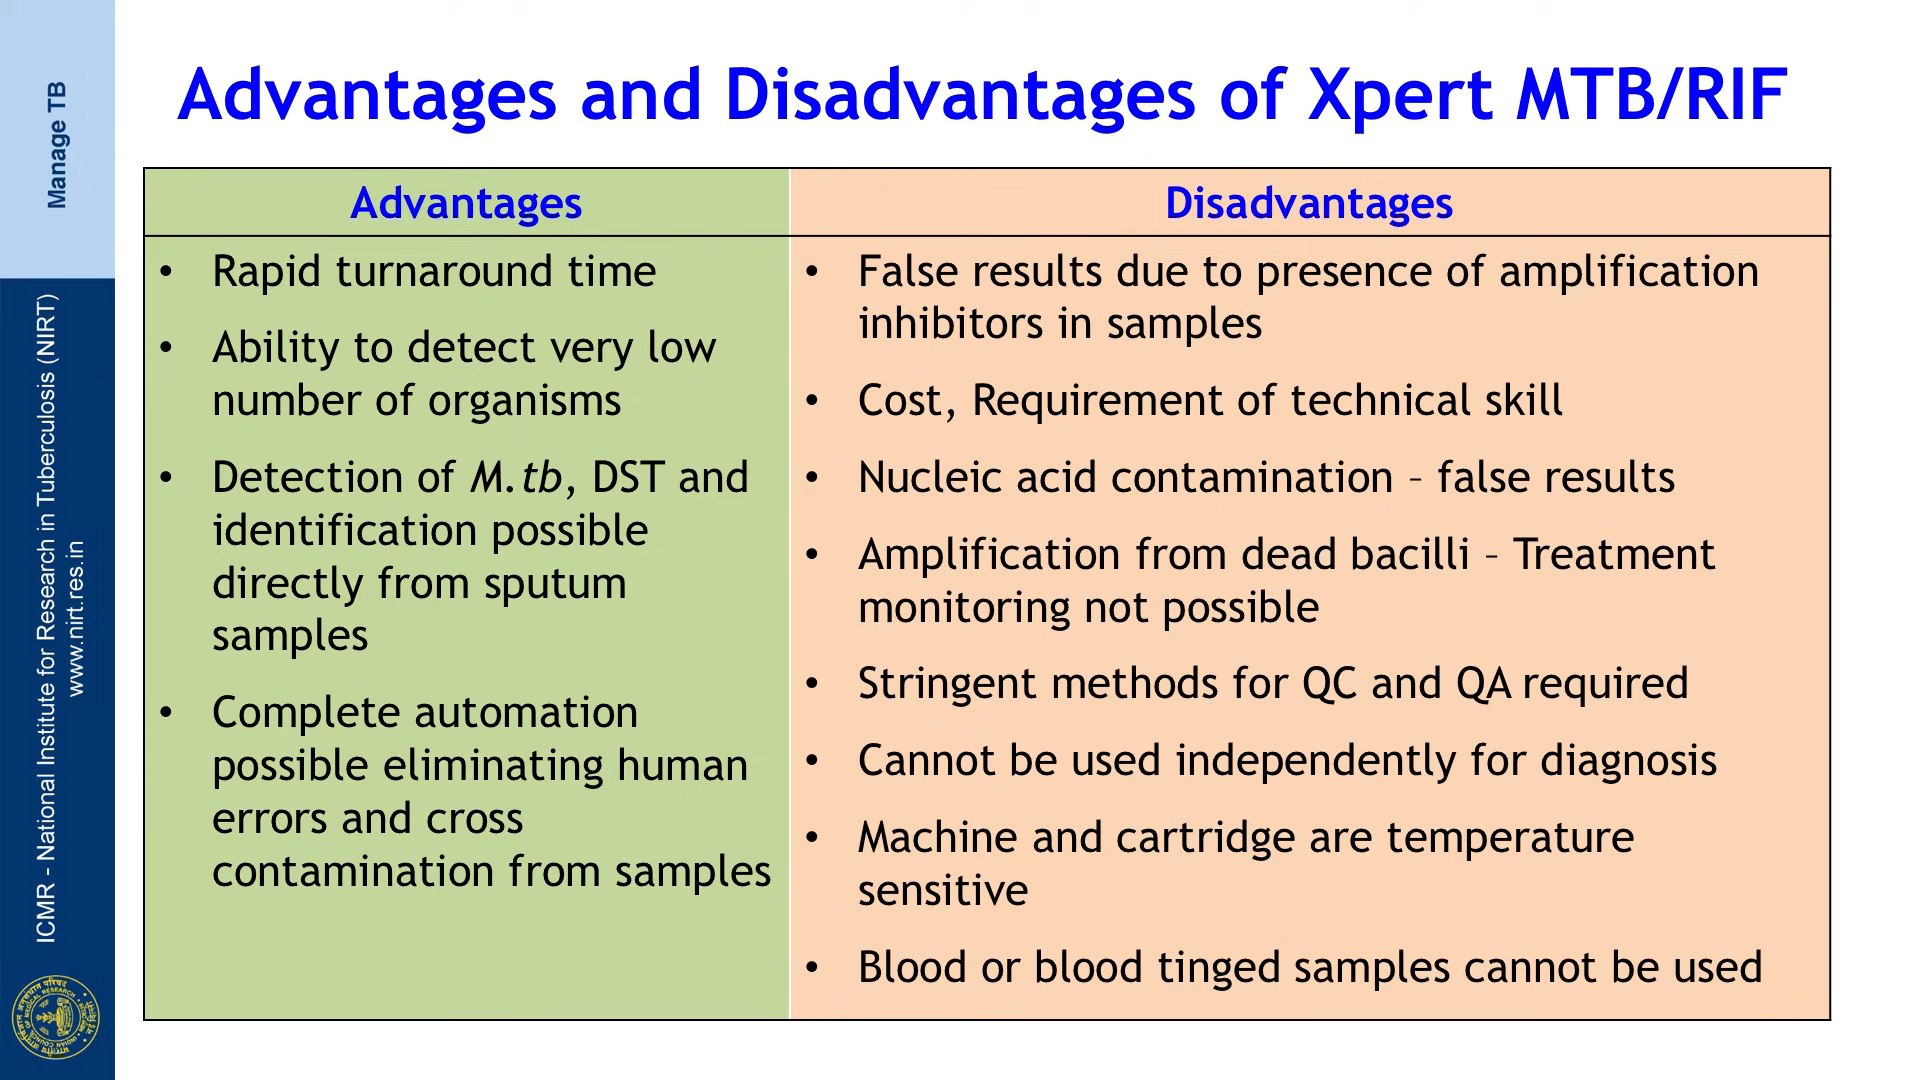 Manage TB
ICMR - National Institute for Research in Tuberculosis (NIRT)
www.nirt.res.in
Advantages and Disadvantages of Xpert MTB/RIF
Advantages
• Rapid turnaround time
• Ability to detect very low
number of organisms
• Detection of M.tb, DST and
identification possible
directly from sputum
samples
• Complete automation
possible eliminating human
errors and cross
contamination from samples
Disadvantages
• False results due to presence of amplification
inhibitors in samples
• Cost, Requirement of technical skill
• Nucleic acid contamination – false results
• Amplification from dead bacilli – Treatment
monitoring not possible
• Stringent methods for QC and QA required
• Cannot be used independently for diagnosis
• Machine and cartridge are temperature
sensitive
• Blood or blood tinged samples cannot be used